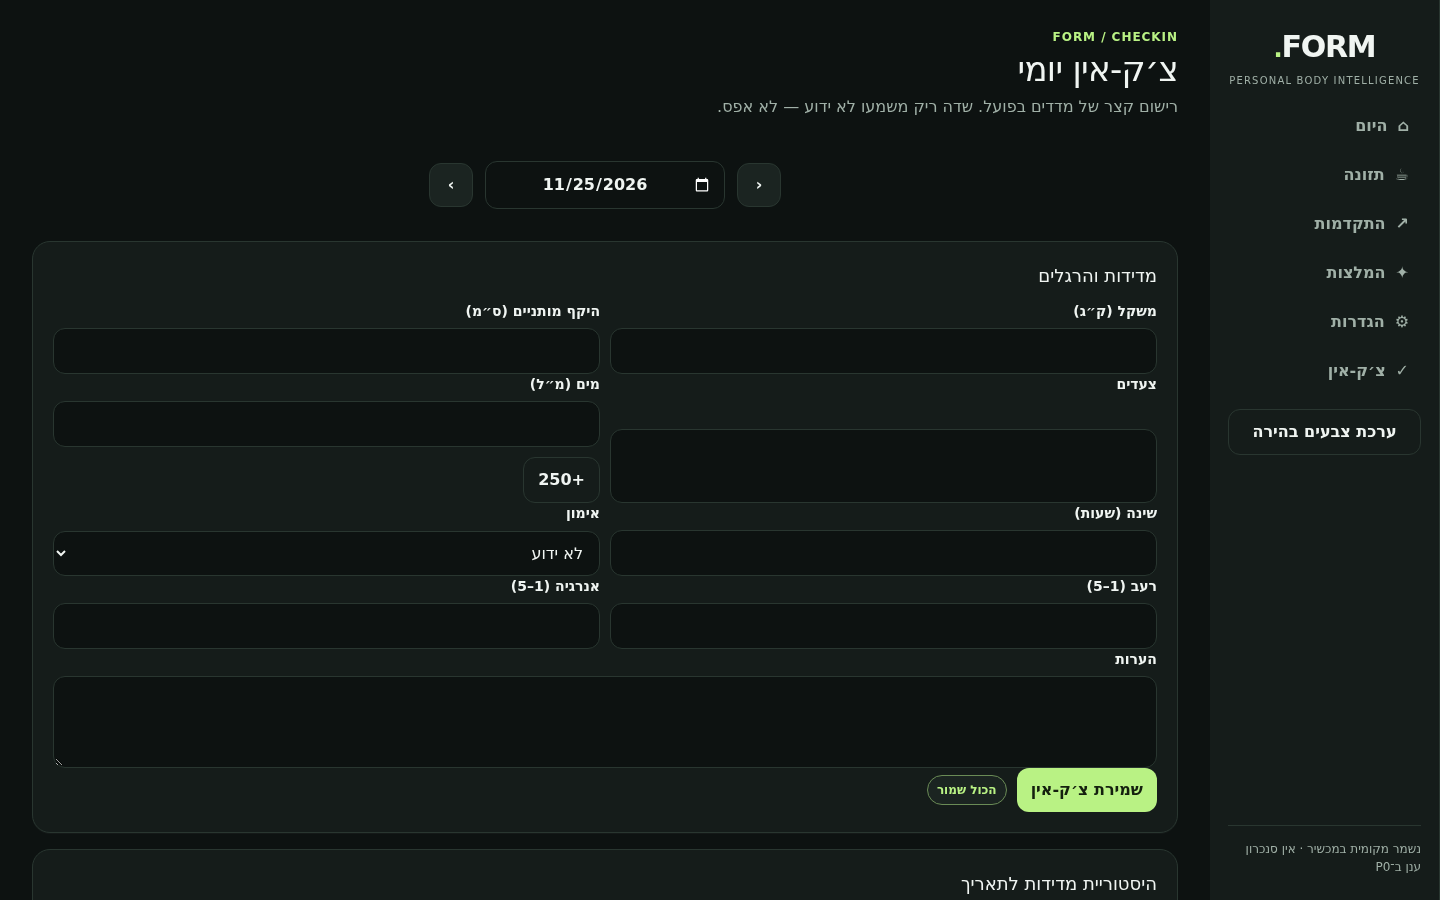 FORM.
PERSONAL BODY INTELLIGENCE
היום
תזונה
התקדמות
המלצות
הגדרות
צ׳ק-אין
ערכת צבעים בהירה
נשמר מקומית במכשיר · אין סנכרון
ענן ב־P0
FORM / CHECKIN
צ׳ק-אין יומי
רישום קצר של מדדים בפועל. שדה ריק משמעו לא ידוע — לא אפס.
11/25/2026
מדידות והרגלים
משקל (ק״ג)
היקף מותניים (ס״מ)
צעדים
מים (מ״ל)
+250
שינה (שעות)
אימון
לא ידוע
רעב (1–5)
אנרגיה (1–5)
הערות
שמירת צ׳ק-אין
הכול שמור
היסטוריית מדידות לתאריך